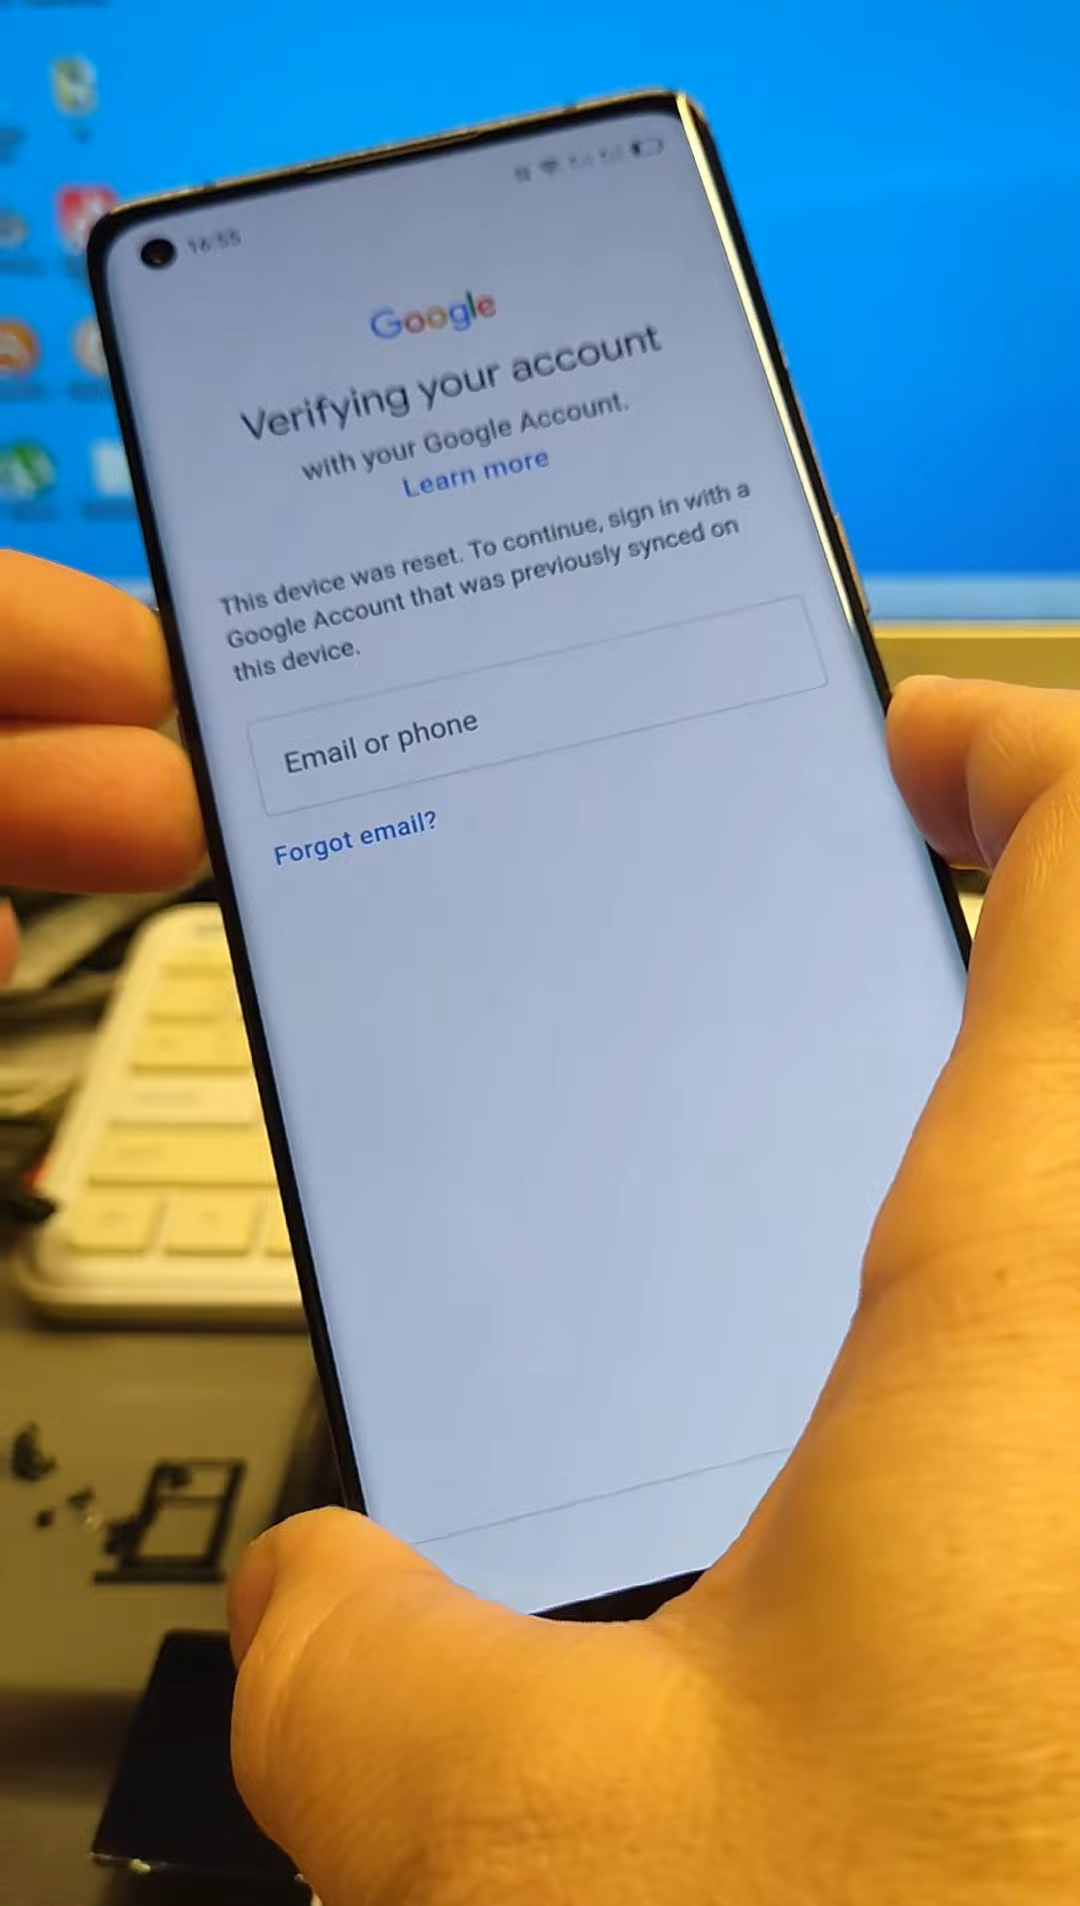 16:55
Google
Verifying your account
with your Google Account.
Learn more
This device was reset. To continue, sign in with a
Google Account that was previously synced on
this device.
Email or phone
Forgot email?